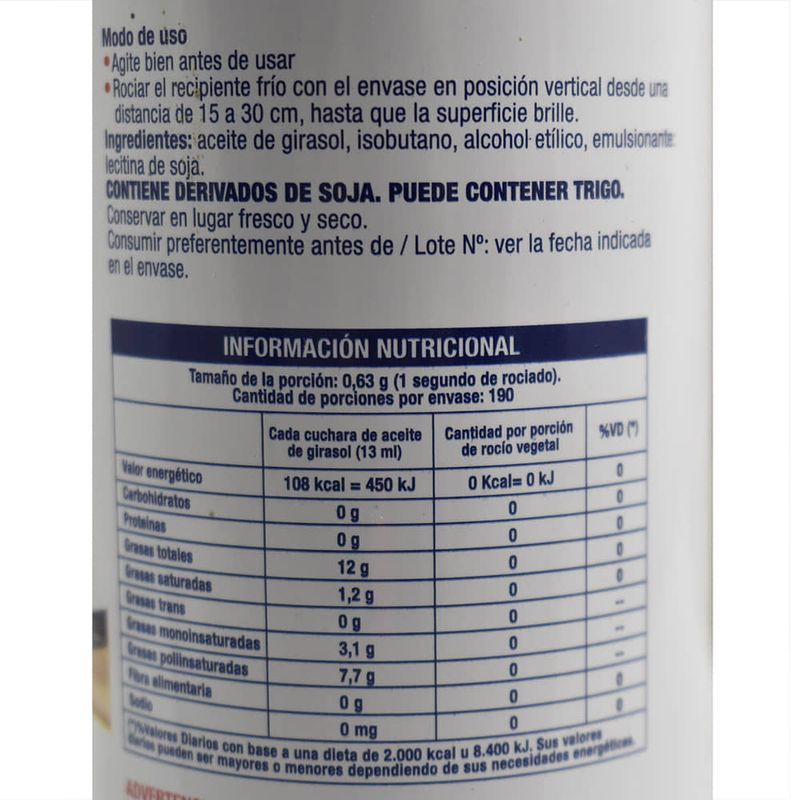 Modo de uso
•Agite bien antes de usar
•Rociar el recipiente frío con el envase en posición vertical desde una
distancia de 15 a 30 cm, hasta que la superficie brille.
Ingredientes: aceite de girasol, isobutano, alcohol etílico, emulsionante:
lecitina de soja.
CONTIENE DERIVADOS DE SOJA. PUEDE CONTENER TRIGO.
Conservar en lugar fresco y seco.
Consumir preferentemente antes de / Lote Nº: ver la fecha indicada
en el envase.
INFORMACIÓN NUTRICIONAL
Tamaño de la porción: 0,63 g (1 segundo de rociado).
Cantidad de porciones por envase: 190
Cada cuchara de aceite de girasol (13 ml) Cantidad por porción de rocío vegetal %VD (*)
Valor energético 108 kcal = 450 kJ 0 Kcal= 0 kJ 0
Carbohidratos 0 g 0 0
Proteínas 0 g 0 0
Grasas totales 12 g 0 0
Grasas saturadas 1,2 g 0 0
Grasas trans 0 g 0 --
Grasas monoinsaturadas 3,1 g 0 --
Grasas poliinsaturadas 7,7 g 0 --
Fibra alimentaria 0 g 0 0
Sodio 0 mg 0 0
(*)%Valores Diarios con base a una dieta de 2.000 kcal u 8.400 kJ. Sus valores
diarios pueden ser mayores o menores dependiendo de sus necesidades energéticas.